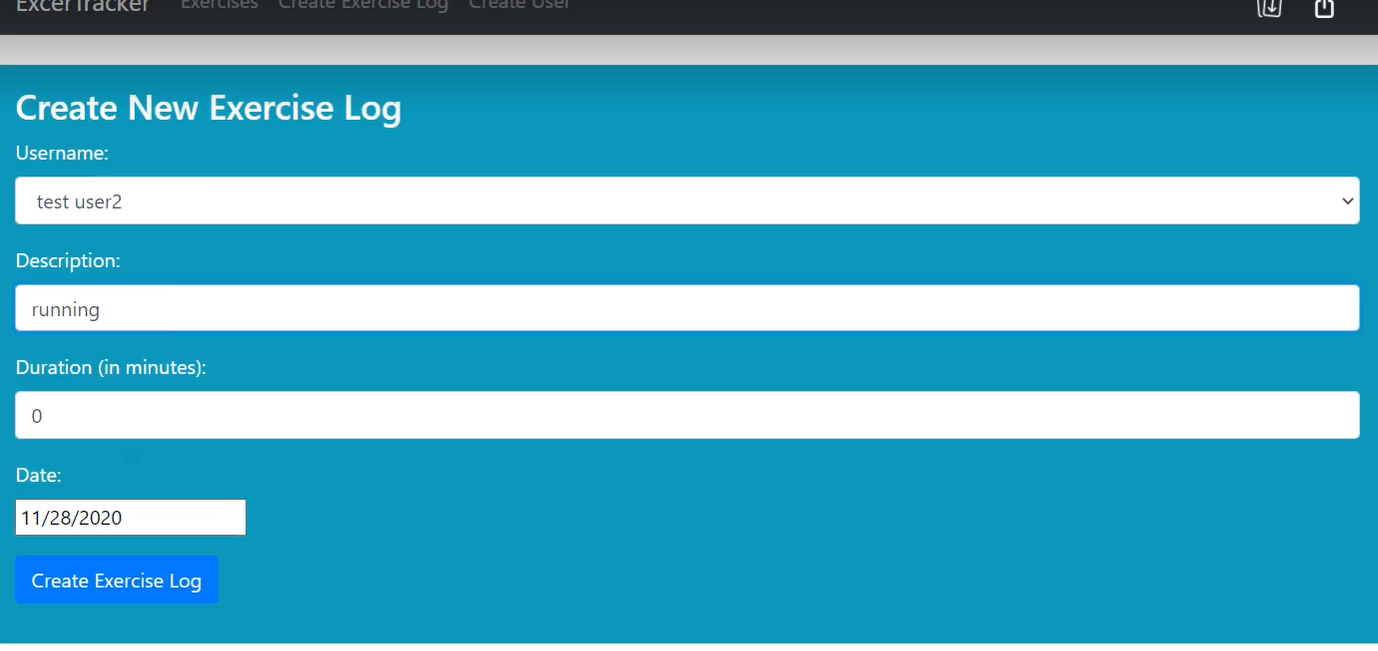 ExcerTracker Exercises Create Exercise Log Create User
Create New Exercise Log
Username:
test user2
Description:
running
Duration (in minutes):
0
Date:
11/28/2020
Create Exercise Log